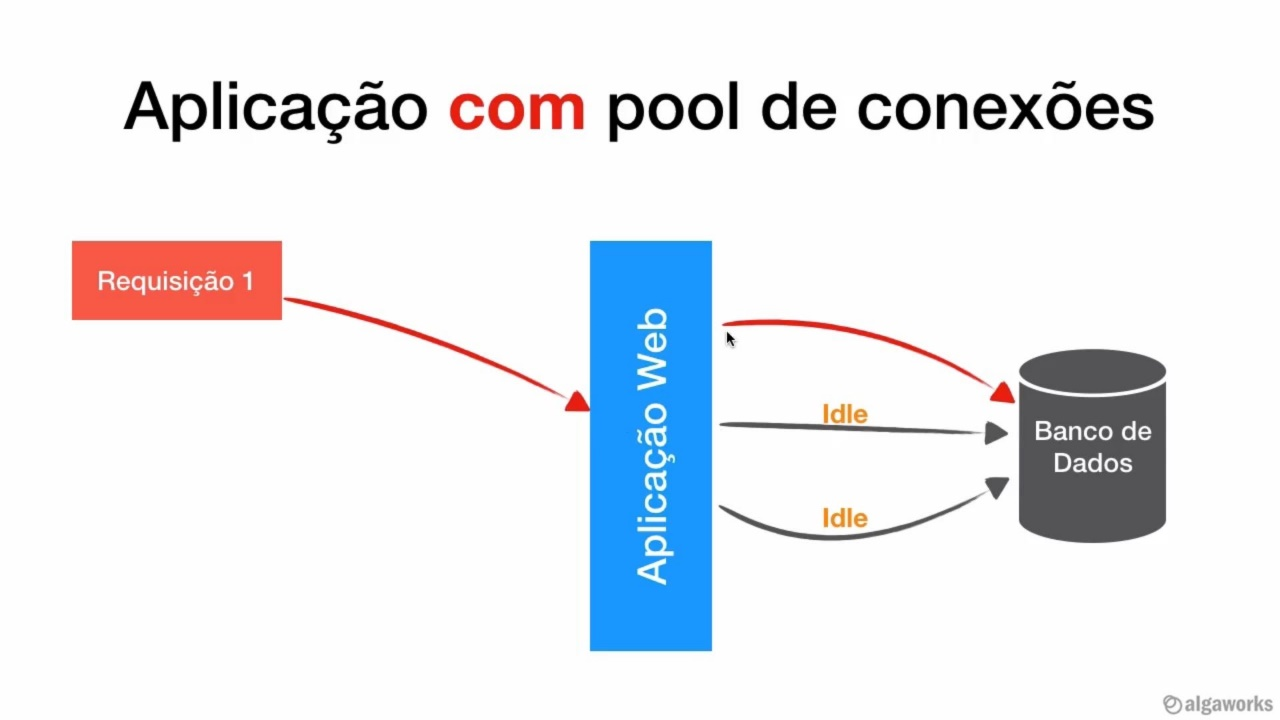 Aplicação com pool de conexões
Requisição 1
Aplicação Web
Idle
Idle
Banco de
Dados
algaworks